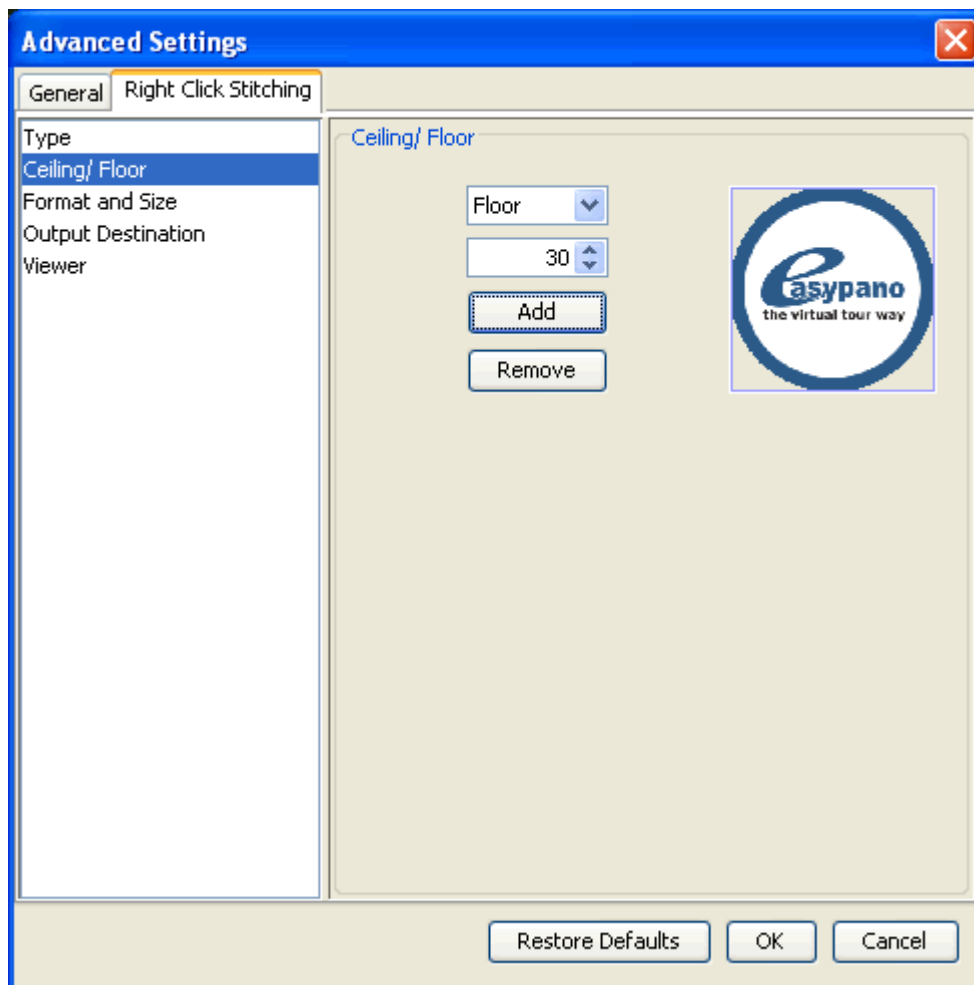 Advanced Settings
General
Right Click Stitching
Type
Ceiling/ Floor
Format and Size
Output Destination
Viewer
Ceiling/ Floor
Floor
30
Add
Remove
easypano
the virtual tour way
Restore Defaults
OK
Cancel